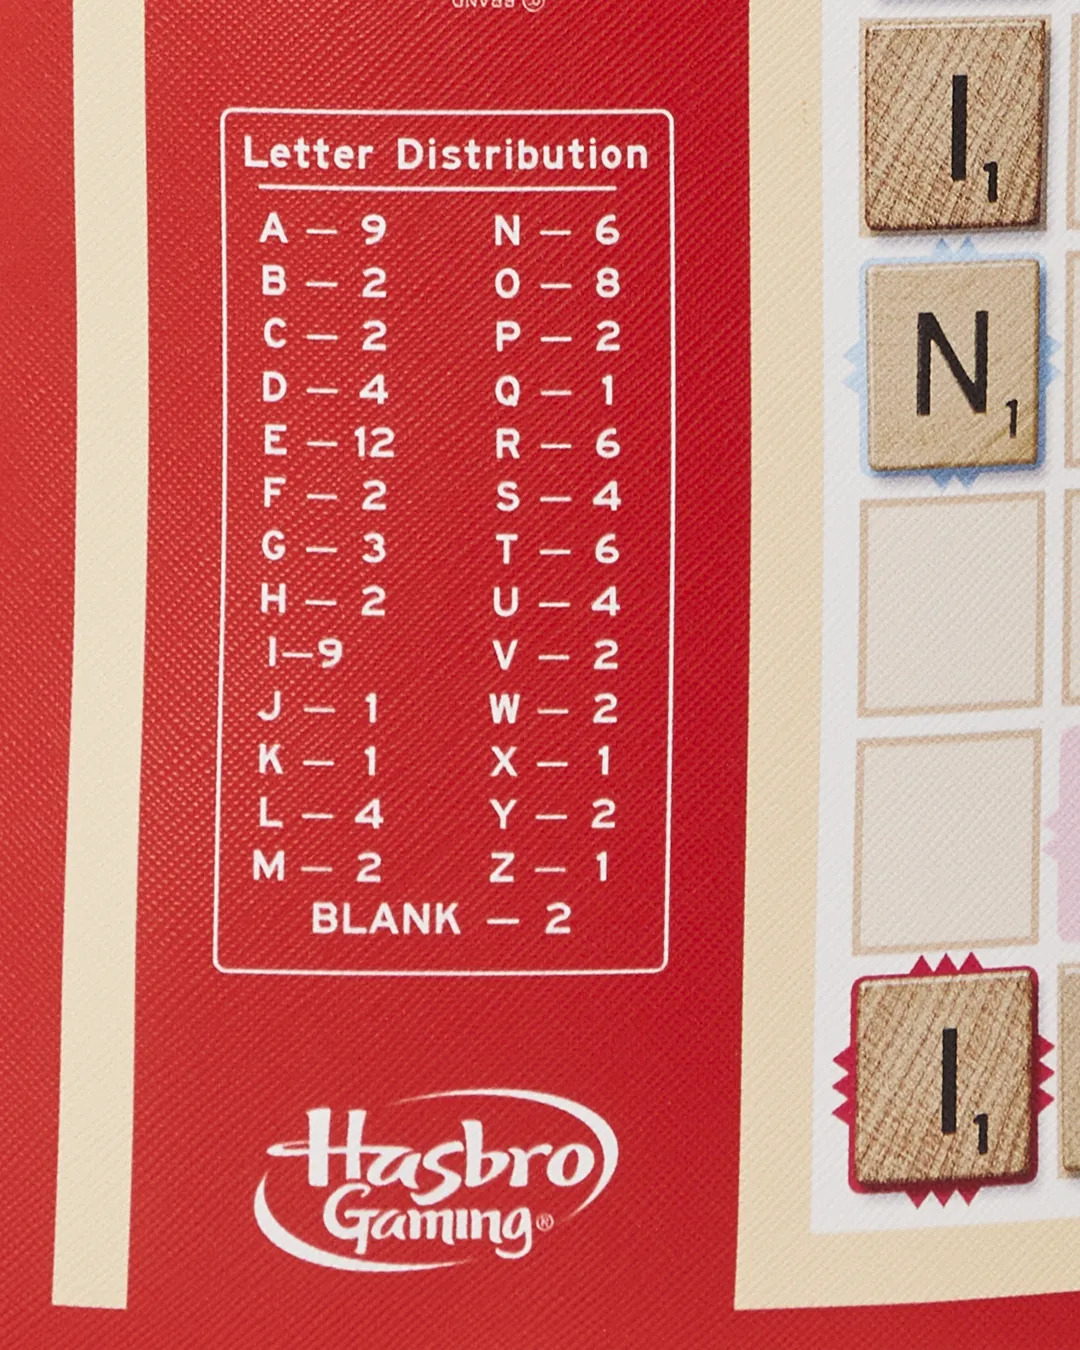 ® BRAND
Letter Distribution
A — 9 N — 6
B — 2 O — 8
C — 2 P — 2
D — 4 Q — 1
E — 12 R — 6
F — 2 S — 4
G — 3 T — 6
H — 2 U — 4
I—9 V — 2
J — 1 W — 2
K — 1 X — 1
L — 4 Y — 2
M — 2 Z — 1
BLANK — 2
Hasbro
Gaming®
I1
N1
I1